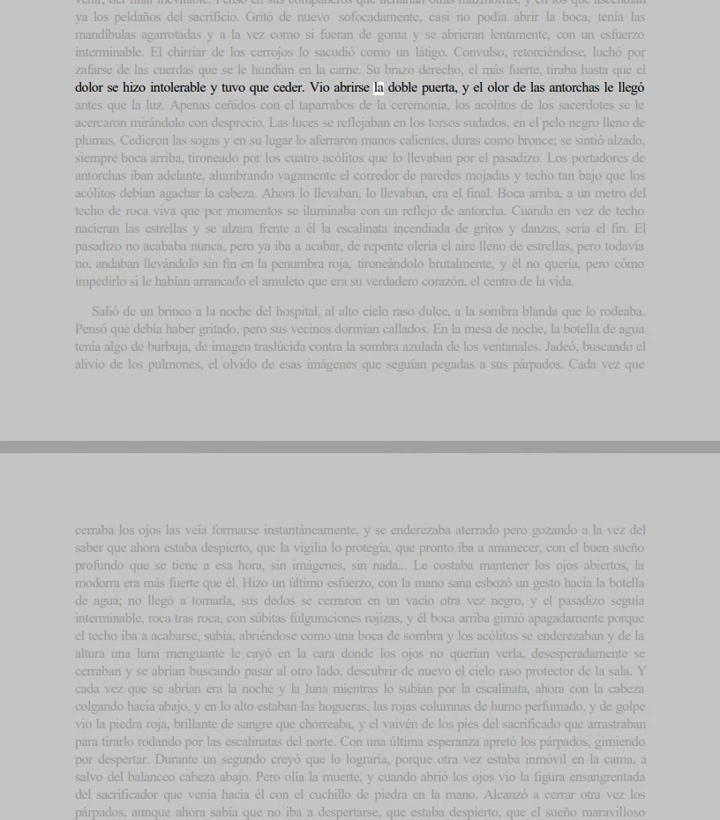 venir, del final inevitable. Pensó en sus compañeros que llenarían otras mazmorras, y en los que ascendían
ya los peldaños del sacrificio. Gritó de nuevo sofocadamente, casi no podía abrir la boca, tenía las
mandíbulas agarrotadas y a la vez como si fueran de goma y se abrieran lentamente, con un esfuerzo
interminable. El chirriar de los cerrojos lo sacudió como un látigo. Convulso, retorciéndose, luchó por
zafarse de las cuerdas que se le hundían en la carne. Su brazo derecho, el más fuerte, tiraba hasta que el
dolor se hizo intolerable y tuvo que ceder. Vio abrirse la doble puerta, y el olor de las antorchas le llegó
antes que la luz. Apenas ceñidos con el taparrabos de la ceremonia, los acólitos de los sacerdotes se le
acercaron mirándolo con desprecio. Las luces se reflejaban en los torsos sudados, en el pelo negro lleno de
plumas. Cedieron las sogas y en su lugar lo aferraron manos calientes, duras como bronce; se sintió alzado,
siempre boca arriba, tironeado por los cuatro acólitos que lo llevaban por el pasadizo. Los portadores de
antorchas iban adelante, alumbrando vagamente el corredor de paredes mojadas y techo tan bajo que los
acólitos debían agachar la cabeza. Ahora lo llevaban, lo llevaban, era el final. Boca arriba, a un metro del
techo de roca viva que por momentos se iluminaba con un reflejo de antorcha. Cuando en vez de techo
nacieran las estrellas y se alzara frente a él la escalinata incendiada de gritos y danzas, sería el fin. El
pasadizo no acababa nunca, pero ya iba a acabar, de repente olería el aire lleno de estrellas, pero todavía
no, andaban llevándolo sin fin en la penumbra roja, tironeándolo brutalmente, y él no quería, pero cómo
impedirlo si le habían arrancado el amuleto que era su verdadero corazón, el centro de la vida.
Salió de un brinco a la noche del hospital, al alto cielo raso dulce, a la sombra blanda que lo rodeaba.
Pensó que debía haber gritado, pero sus vecinos dormían callados. En la mesa de noche, la botella de agua
tenía algo de burbuja, de imagen traslúcida contra la sombra azulada de los ventanales. Jadeó, buscando el
alivio de los pulmones, el olvido de esas imágenes que seguían pegadas a sus párpados. Cada vez que
cerraba los ojos las veía formarse instantáneamente, y se enderezaba aterrado pero gozando a la vez del
saber que ahora estaba despierto, que la vigilia lo protegía, que pronto iba a amanecer, con el buen sueño
profundo que se tiene a esa hora, sin imágenes, sin nada... Le costaba mantener los ojos abiertos, la
modorra era más fuerte que él. Hizo un último esfuerzo, con la mano sana esbozó un gesto hacia la botella
de agua; no llegó a tomarla, sus dedos se cerraron en un vacío otra vez negro, y el pasadizo seguía
interminable, roca tras roca, con súbitas fulguraciones rojizas, y él boca arriba gimió apagadamente porque
el techo iba a acabarse, subía, abriéndose como una boca de sombra y los acólitos se enderezaban y de la
altura una luna menguante le cayó en la cara donde los ojos no querían verla, desesperadamente se
cerraban y se abrían buscando pasar al otro lado, descubrir de nuevo el cielo raso protector de la sala. Y
cada vez que se abrían era la noche y la luna mientras lo subían por la escalinata, ahora con la cabeza
colgando hacia abajo, y en lo alto estaban las hogueras, las rojas columnas de humo perfumado, y de golpe
vio la piedra roja, brillante de sangre que chorreaba, y el vaivén de los pies del sacrificado que arrastraban
para tirarlo rodando por las escalinatas del norte. Con una última esperanza apretó los párpados, gimiendo
por despertar. Durante un segundo creyó que lo lograría, porque otra vez estaba inmóvil en la cama, a
salvo del balanceo cabeza abajo. Pero olía la muerte, y cuando abrió los ojos vio la figura ensangrentada
del sacrificador que venía hacia él con el cuchillo de piedra en la mano. Alcanzó a cerrar otra vez los
párpados, aunque ahora sabía que no iba a despertarse, que estaba despierto, que el sueño maravilloso